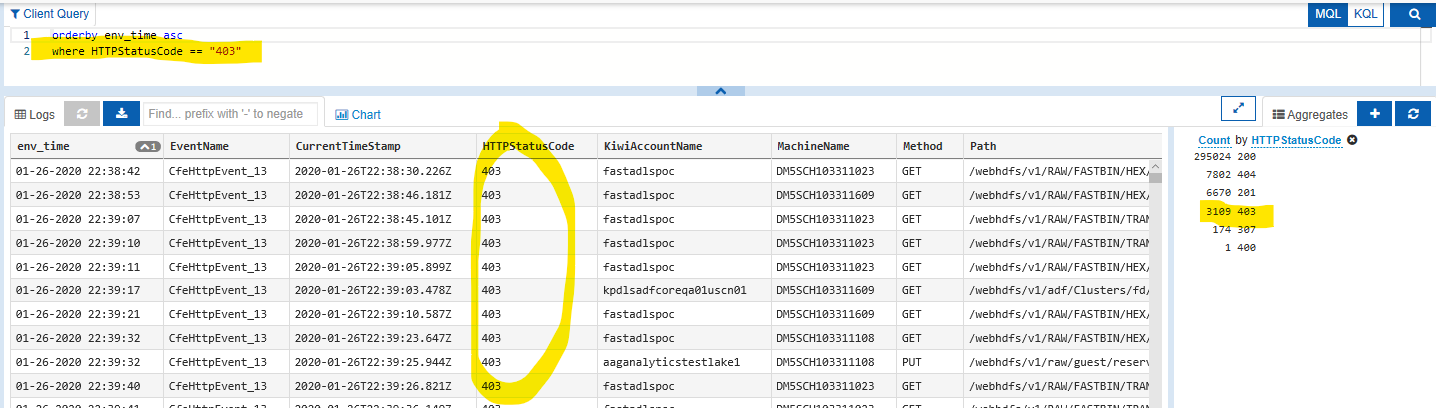 Client Query
MQL KQL
1 orderby env_time asc
2 where HTTPStatusCode == "403"
Logs Find... prefix with '-' to negate Chart Aggregates
env_time 1 EventName CurrentTimeStamp HTTPStatusCode KiwiAccountName MachineName Method Path
01-26-2020 22:38:42 CfeHttpEvent_13 2020-01-26T22:38:30.226Z 403 fastadlspoc DM5SCH103311023 GET /webhdfs/v1/RAW/FASTBIN/HEX/
01-26-2020 22:38:53 CfeHttpEvent_13 2020-01-26T22:38:46.181Z 403 fastadlspoc DM5SCH103311609 GET /webhdfs/v1/RAW/FASTBIN/HEX/
01-26-2020 22:39:07 CfeHttpEvent_13 2020-01-26T22:38:45.101Z 403 fastadlspoc DM5SCH103311023 GET /webhdfs/v1/RAW/FASTBIN/TRAN
01-26-2020 22:39:10 CfeHttpEvent_13 2020-01-26T22:38:59.977Z 403 fastadlspoc DM5SCH103311023 GET /webhdfs/v1/RAW/FASTBIN/TRAN
01-26-2020 22:39:11 CfeHttpEvent_13 2020-01-26T22:39:05.899Z 403 fastadlspoc DM5SCH103311023 GET /webhdfs/v1/RAW/FASTBIN/HEX/
01-26-2020 22:39:17 CfeHttpEvent_13 2020-01-26T22:39:03.478Z 403 kpdlsadfcoreqa01uscn01 DM5SCH103311609 GET /webhdfs/v1/adf/Clusters/fd/
01-26-2020 22:39:21 CfeHttpEvent_13 2020-01-26T22:39:10.587Z 403 fastadlspoc DM5SCH103311609 GET /webhdfs/v1/RAW/FASTBIN/HEX/
01-26-2020 22:39:32 CfeHttpEvent_13 2020-01-26T22:39:23.647Z 403 fastadlspoc DM5SCH103311108 GET /webhdfs/v1/RAW/FASTBIN/HEX/
01-26-2020 22:39:32 CfeHttpEvent_13 2020-01-26T22:39:25.944Z 403 aaganalyticstestlake1 DM5SCH103311108 PUT /webhdfs/v1/raw/guest/reserv
01-26-2020 22:39:40 CfeHttpEvent_13 2020-01-26T22:39:26.821Z 403 fastadlspoc DM5SCH103311023 GET /webhdfs/v1/RAW/FASTBIN/TRAN
Count by HTTPStatusCode
295024 200
7802 404
6670 201
3109 403
174 307
1 400